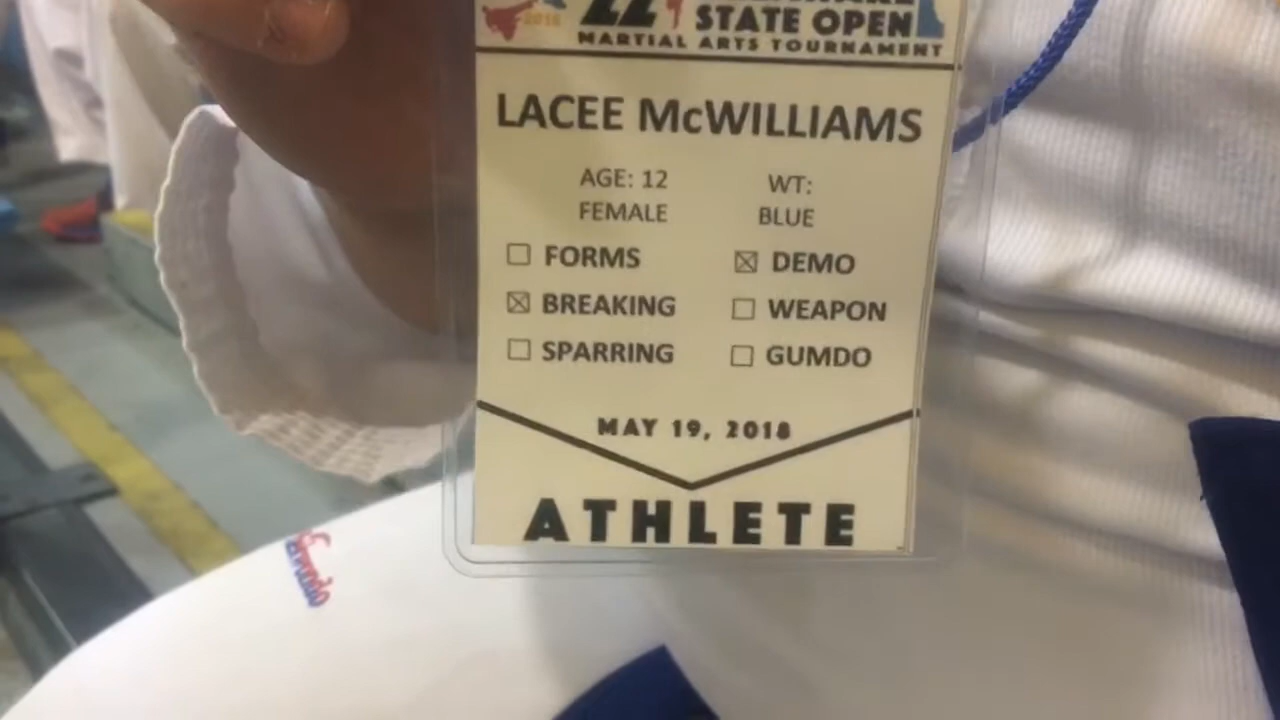 2018
22
STATE OPEN
MARTIAL ARTS TOURNAMENT
LACEE McWILLIAMS
AGE: 12
WT:
FEMALE
BLUE
☐ FORMS
☒ DEMO
☒ BREAKING
☐ WEAPON
☐ SPARRING
☐ GUMDO
MAY 19, 2018
ATHLETE